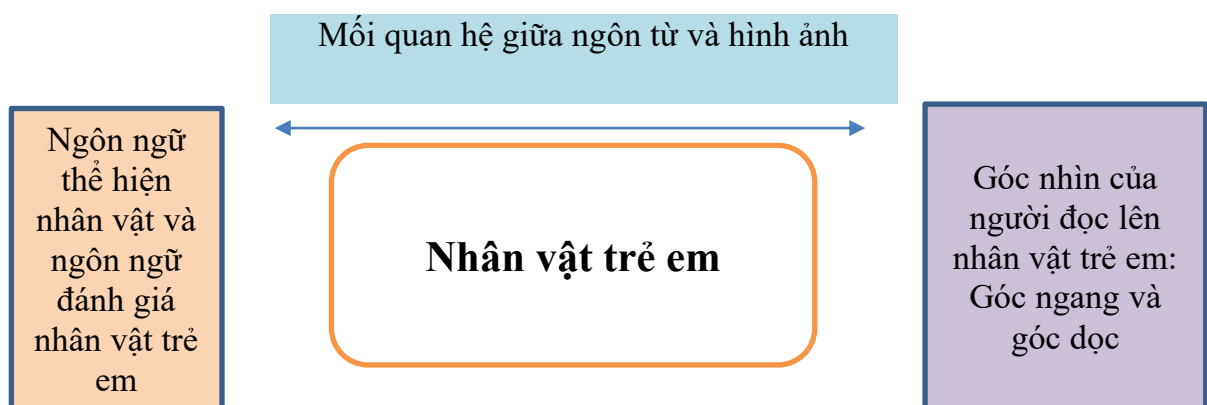 Mối quan hệ giữa ngôn từ và hình ảnh
Ngôn ngữ
thể hiện
nhân vật và
ngôn ngữ
đánh giá
nhân vật trẻ
em
Nhân vật trẻ em
Góc nhìn của
người đọc lên
nhân vật trẻ em:
Góc ngang và
góc dọc